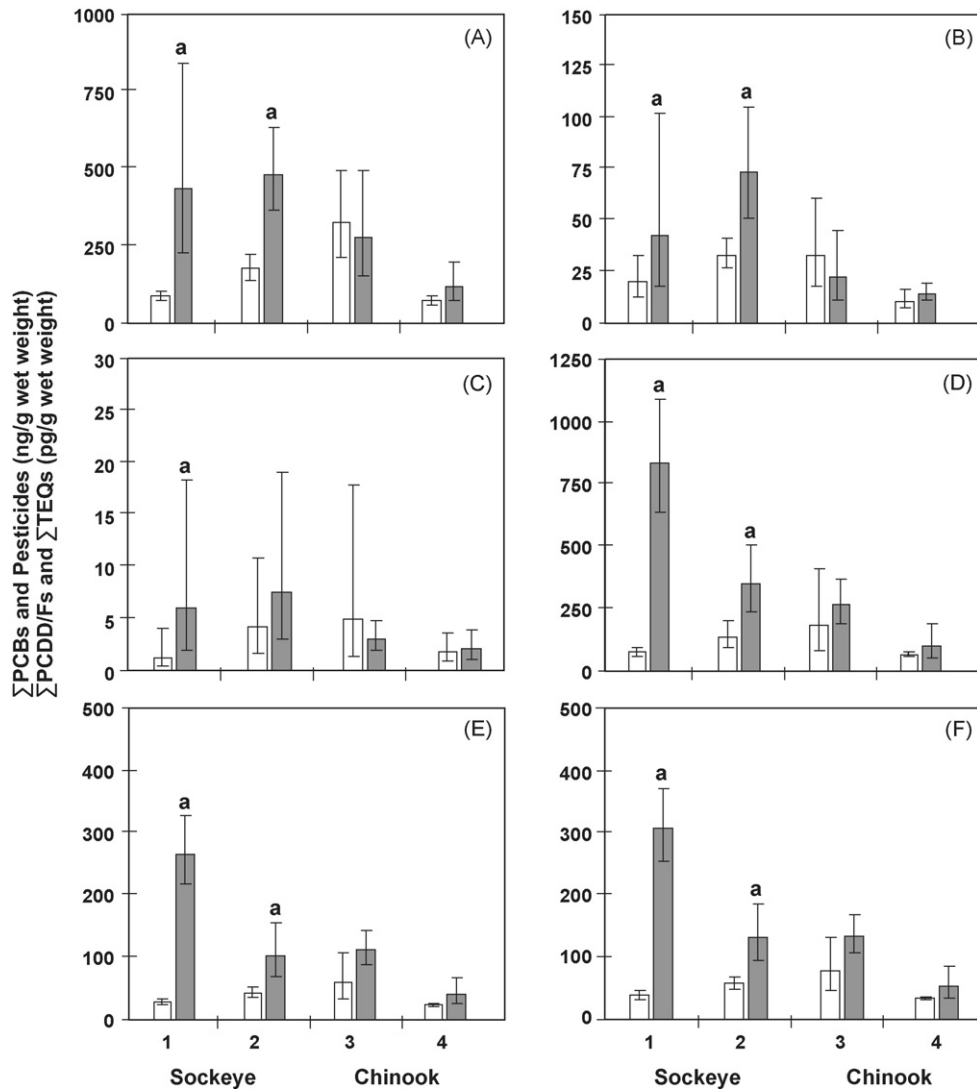 ∑PCBs and Pesticides (ng/g wet weight)
∑PCDD/Fs and ∑TEQs (pg/g wet weight)
(A)
1000
750
500
250
0
a
a
(B)
150
125
100
75
50
25
0
a
a
(C)
30
25
20
15
10
5
0
a
(D)
1250
1000
750
500
250
0
a
a
(E)
500
400
300
200
100
0
a
a
1 2 3 4
Sockeye Chinook
(F)
500
400
300
200
100
0
a
a
1 2 3 4
Sockeye Chinook